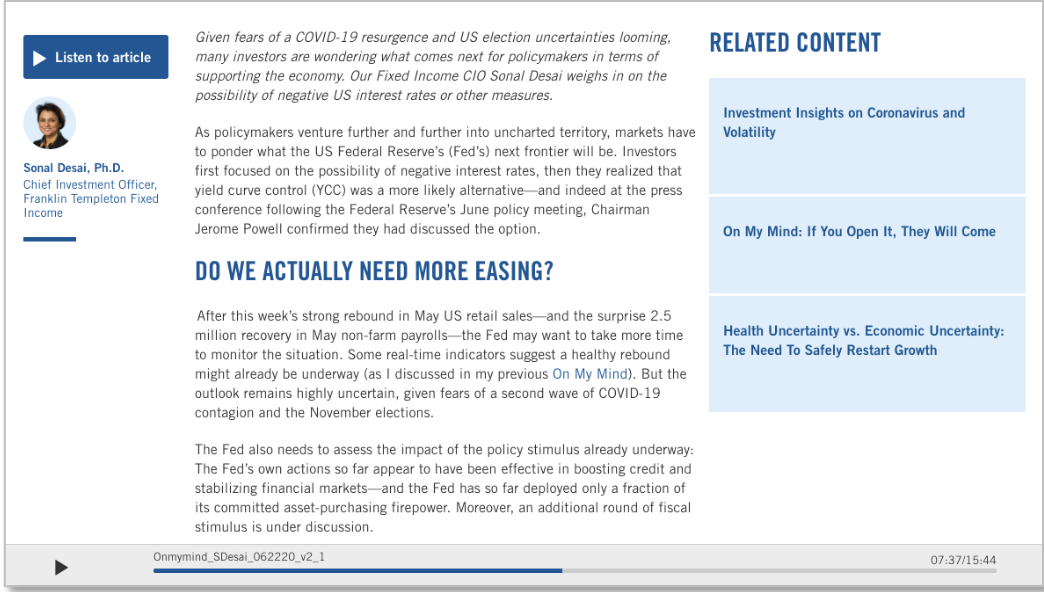 Listen to article
Sonal Desai, Ph.D.
Chief Investment Officer,
Franklin Templeton Fixed
Income
Given fears of a COVID-19 resurgence and US election uncertainties looming,
many investors are wondering what comes next for policymakers in terms of
supporting the economy. Our Fixed Income CIO Sonal Desai weighs in on the
possibility of negative US interest rates or other measures.
As policymakers venture further and further into uncharted territory, markets have
to ponder what the US Federal Reserve's (Fed's) next frontier will be. Investors
first focused on the possibility of negative interest rates, then they realized that
yield curve control (YCC) was a more likely alternative—and indeed at the press
conference following the Federal Reserve's June policy meeting, Chairman
Jerome Powell confirmed they had discussed the option.
DO WE ACTUALLY NEED MORE EASING?
After this week's strong rebound in May US retail sales—and the surprise 2.5
million recovery in May non-farm payrolls—the Fed may want to take more time
to monitor the situation. Some real-time indicators suggest a healthy rebound
might already be underway (as I discussed in my previous On My Mind). But the
outlook remains highly uncertain, given fears of a second wave of COVID-19
contagion and the November elections.
The Fed also needs to assess the impact of the policy stimulus already underway:
The Fed's own actions so far appear to have been effective in boosting credit and
stabilizing financial markets—and the Fed has so far deployed only a fraction of
its committed asset-purchasing firepower. Moreover, an additional round of fiscal
stimulus is under discussion.
RELATED CONTENT
Investment Insights on Coronavirus and
Volatility
On My Mind: If You Open It, They Will Come
Health Uncertainty vs. Economic Uncertainty:
The Need To Safely Restart Growth
Onmymind_SDesai_062220_v2_1
07:37/15:44